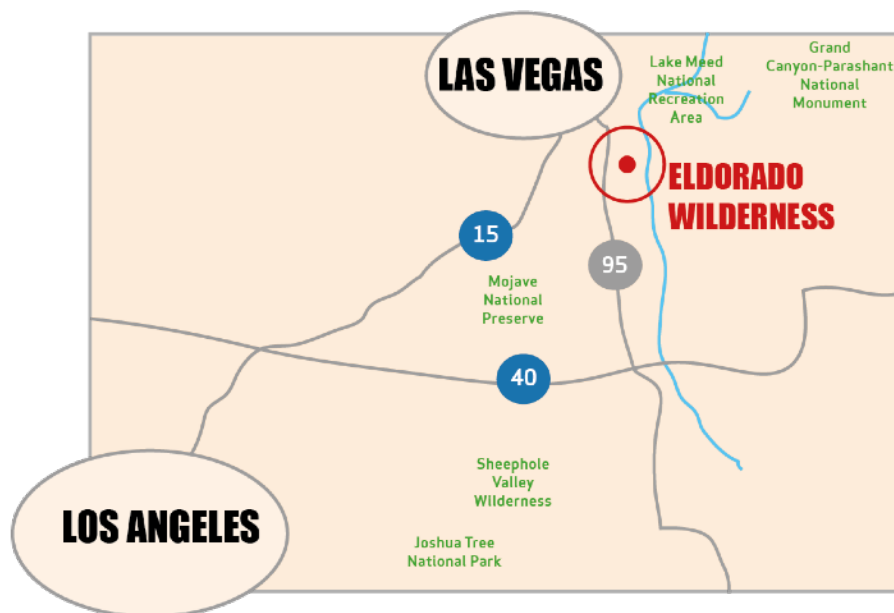 LAS VEGAS
Lake Meed
National
Recreation
Area
Grand
Canyon-Parashant
National
Monument
ELDORADO
WILDERNESS
15
95
Mojave
National
Preserve
40
Sheephole
Valley
Wilderness
LOS ANGELES
Joshua Tree
National Park